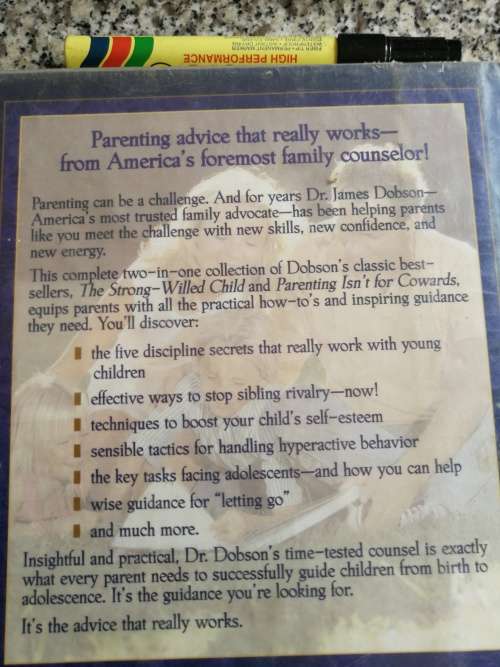 HIGH PERFORMANCE
Parenting advice that really works—
from America's foremost family counselor!
Parenting can be a challenge. And for years Dr. James Dobson—
America's most trusted family advocate—has been helping parents
like you meet the challenge with new skills, new confidence, and
new energy.
This complete two-in-one collection of Dobson's classic best-
sellers, The Strong-Willed Child and Parenting Isn't for Cowards,
equips parents with all the practical how-to's and inspiring guidance
they need. You'll discover:
the five discipline secrets that really work with young
children
effective ways to stop sibling rivalry—now!
techniques to boost your child's self-esteem
sensible tactics for handling hyperactive behavior
the key tasks facing adolescents—and how you can help
wise guidance for "letting go"
and much more.
Insightful and practical, Dr. Dobson's time-tested counsel is exactly
what every parent needs to successfully guide children from birth to
adolescence. It's the guidance you're looking for.
It's the advice that really works.